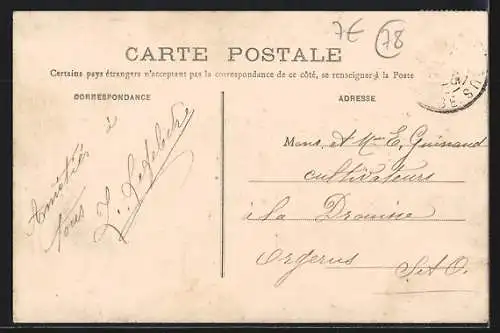 7€ 78
CARTE POSTALE
Certains pays étrangers n'acceptant pas la correspondance de ce côté, se renseigner à la Poste
CORRESPONDANCE
ADRESSE
Amitiés à
tous
L. Lefebvre
Mons. et Mme E. Guinand
cultivateurs
à la
Orgerus S. et O.